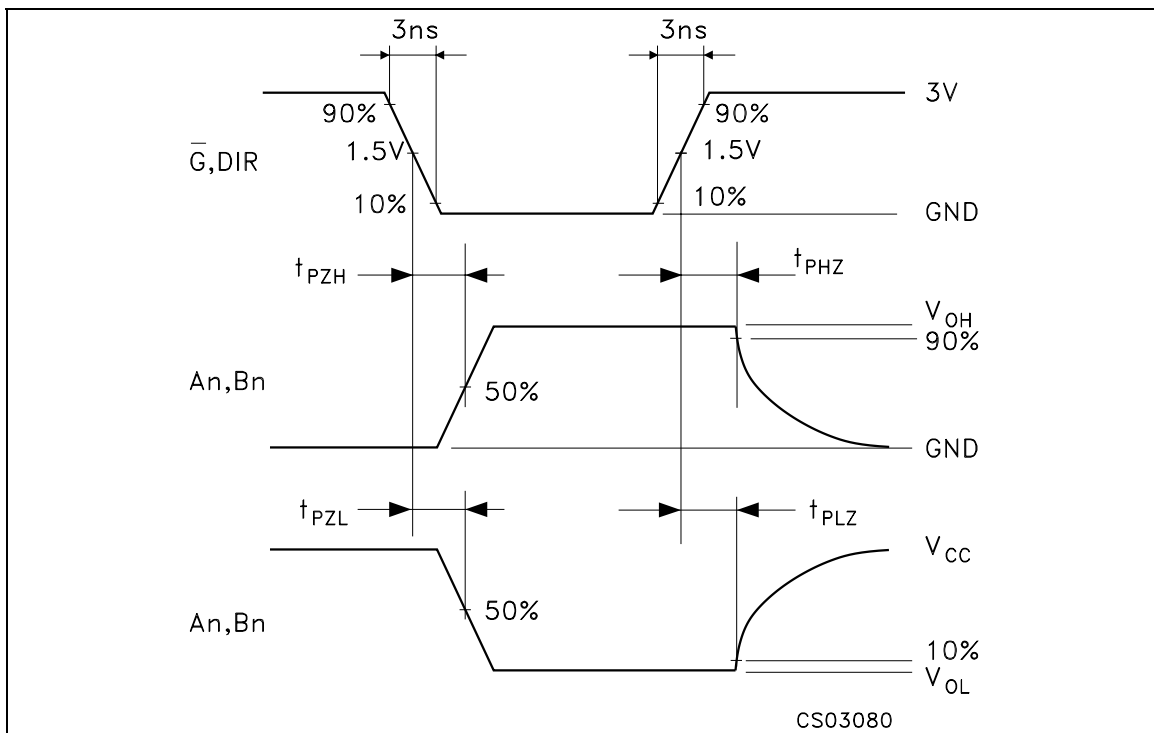 3ns 3ns
90% 90% 3V
G̅,DIR 1.5V 1.5V
10% 10% GND
tPZH tPHZ
VOH
90%
An,Bn 50%
GND
tPZL tPLZ
VCC
An,Bn 50%
10%
VOL
CS03080